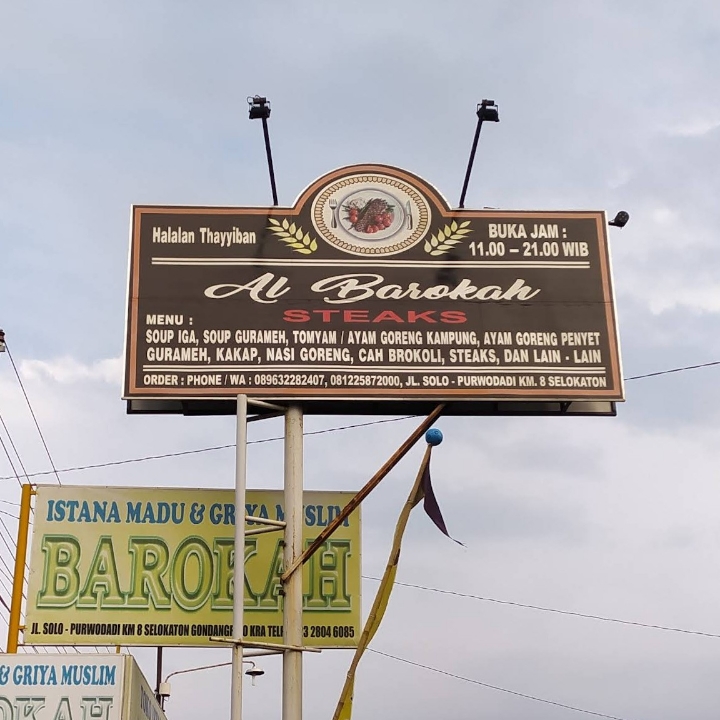 Halalan Thayyiban
BUKA JAM :
11.00 – 21.00 WIB
Al Barokah
STEAKS
MENU :
SOUP IGA, SOUP GURAMEH, TOMYAM / AYAM GORENG KAMPUNG, AYAM GORENG PENYET
GURAMEH, KAKAP, NASI GORENG, CAH BROKOLI, STEAKS, DAN LAIN - LAIN
ORDER : PHONE / WA : 089632282407, 081225872000, JL. SOLO - PURWODADI KM. 8 SELOKATON
ISTANA MADU & GRIYA MUSLIM
BAROKAH
JL. SOLO - PURWODADI KM 8 SELOKATON 2804 6085
& GRIYA MUSLIM
OKAH